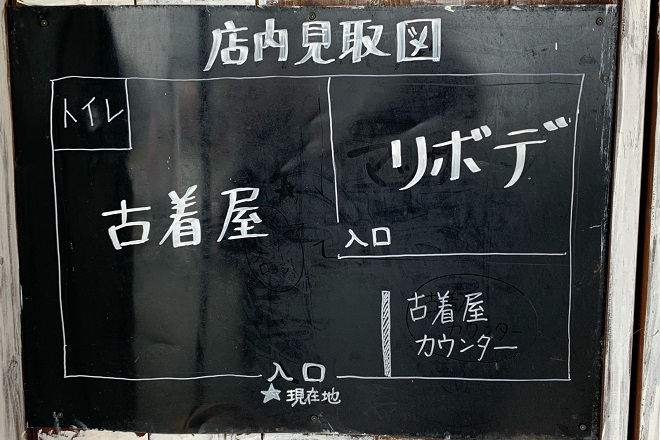 店内見取図
トイレ
リボデ
古着屋
入口
古着屋
カウンター
入口
★現在地